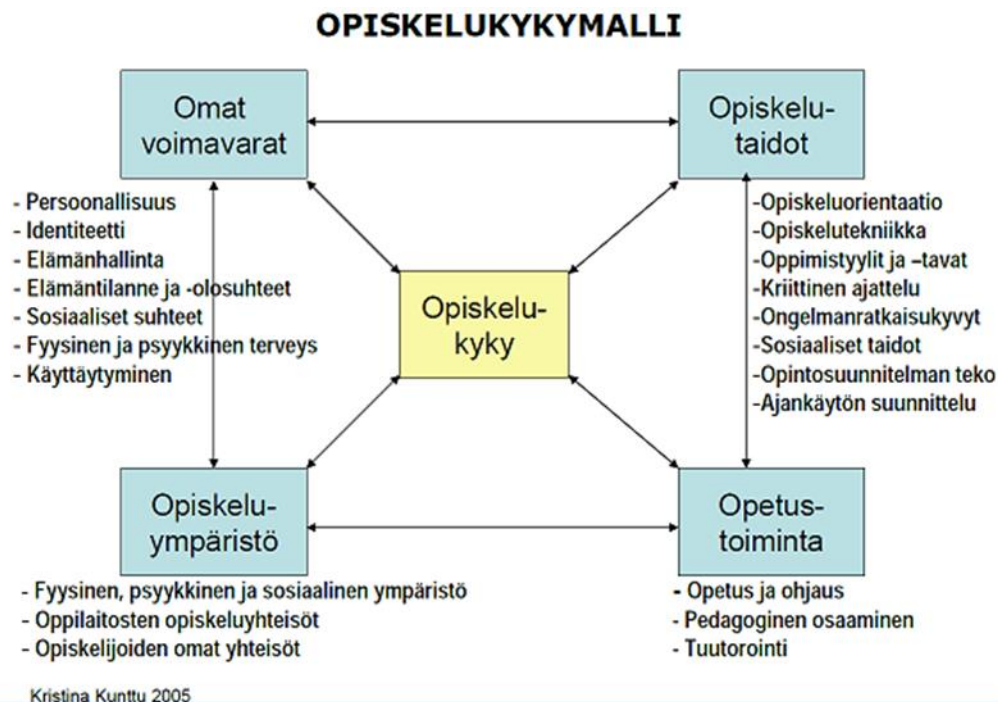 OPISKELUKYKYMALLI
Omat
voimavarat
- Persoonallisuus
- Identiteetti
- Elämänhallinta
- Elämäntilanne ja -olosuhteet
- Sosiaaliset suhteet
- Fyysinen ja psyykkinen terveys
- Käyttäytyminen
Opiskelu-
taidot
-Opiskeluorientaatio
-Opiskelutekniikka
-Oppimistyylit ja –tavat
-Kriittinen ajattelu
-Ongelmanratkaisukyvyt
-Sosiaaliset taidot
-Opintosuunnitelman teko
-Ajankäytön suunnittelu
Opiskelu-
kyky
Opiskelu-
ympäristö
- Fyysinen, psyykkinen ja sosiaalinen ympäristö
- Oppilaitosten opiskeluyhteisöt
- Opiskelijoiden omat yhteisöt
Opetus-
toiminta
- Opetus ja ohjaus
- Pedagoginen osaaminen
- Tuutorointi
Kristina Kunttu 2005